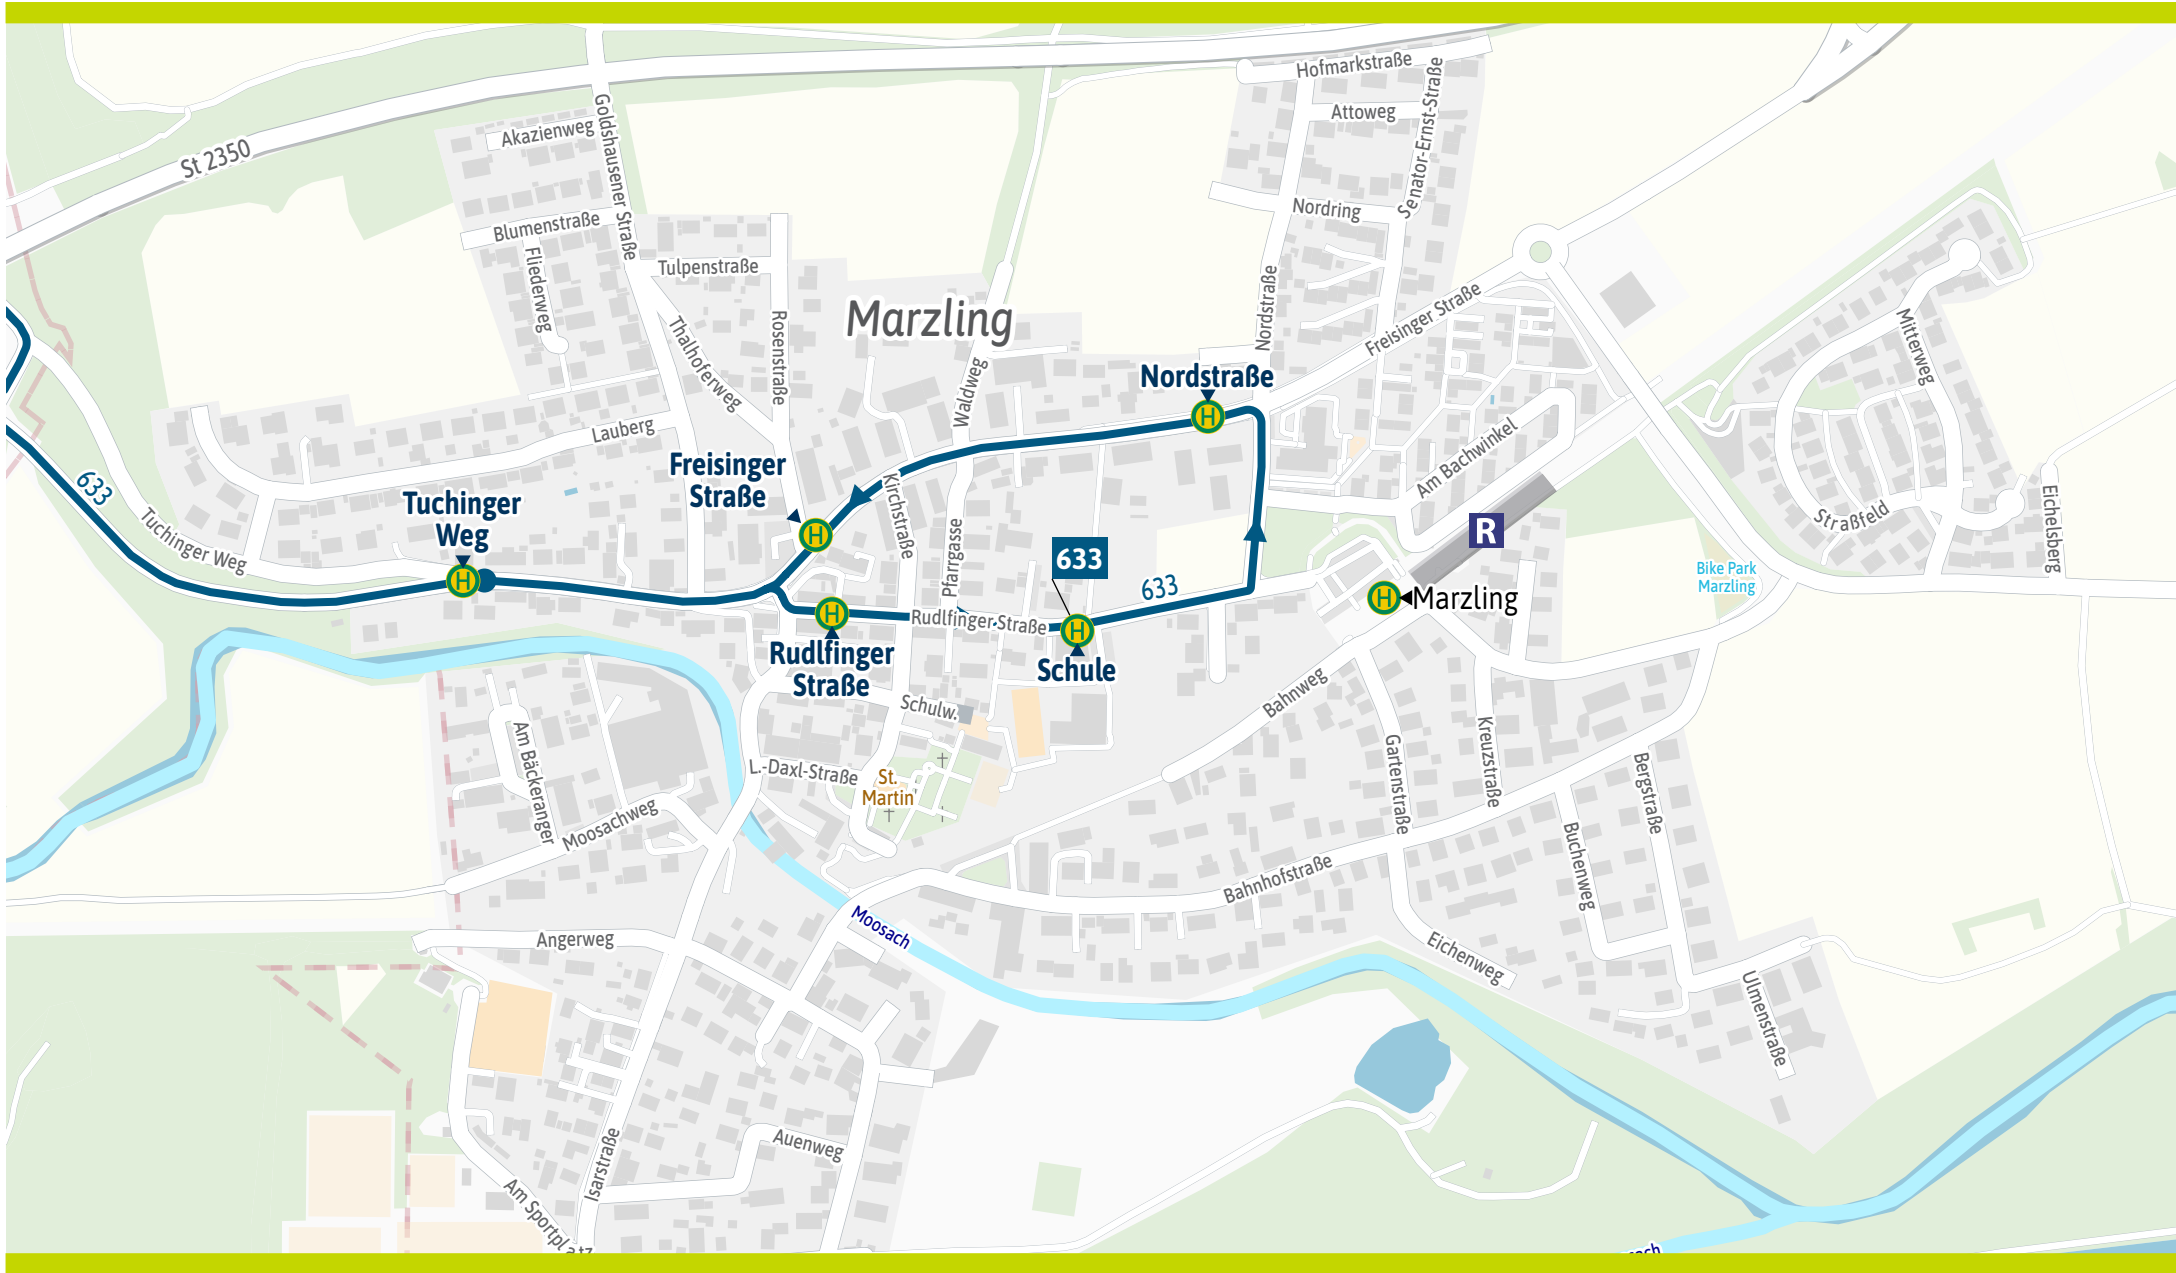 Hofmarkstraße
Attoweg
Senator-Ernst-Straße
Akazienweg
Goldshausener Straße
St 2350
Nordring
Blumenstraße
Fliederweg
Tulpenstraße
Marzling
Nordstraße
Freisinger Straße
Rosenstraße
Thalhoferweg
Mitterweg
Waldweg
Nordstraße
Lauberg
Am Bachwinkel
Freisinger
Straße
Kirchstraße
633
Tuchinger
Weg
Tuchinger Weg
Pfarrgasse
R
Straßfeld
Eichelsberg
633
633
Bike Park
Marzling
Marzling
Rudlfinger Straße
Rudlfinger
Straße
Schule
Schulw.
Bahnweg
Am Bäckeranger
Gartenstraße
Kreuzstraße
Bergstraße
L.-Daxl-Straße
St.
Martin
Moosachweg
Buchenweg
Bahnhofstraße
Moosach
Angerweg
Eichenweg
Ulmenstraße
Auenweg
Isarstraße
Am Sportplatz